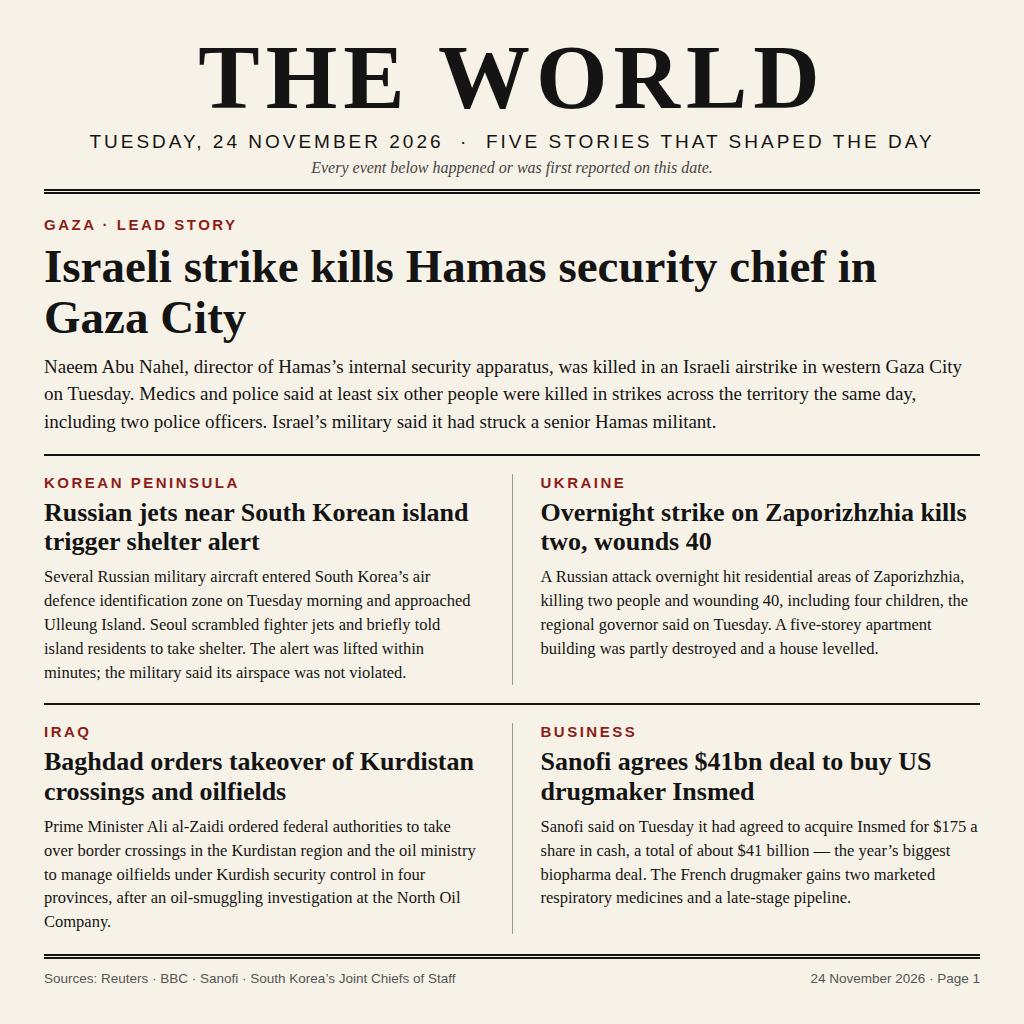 THE WORLD
TUESDAY, 24 NOVEMBER 2026 · FIVE STORIES THAT SHAPED THE DAY
Every event below happened or was first reported on this date.
GAZA · LEAD STORY
Israeli strike kills Hamas security chief in
Gaza City
Naeem Abu Nahel, director of Hamas’s internal security apparatus, was killed in an Israeli airstrike in western Gaza City
on Tuesday. Medics and police said at least six other people were killed in strikes across the territory the same day,
including two police officers. Israel’s military said it had struck a senior Hamas militant.
KOREAN PENINSULA
Russian jets near South Korean island
trigger shelter alert
Several Russian military aircraft entered South Korea’s air
defence identification zone on Tuesday morning and approached
Ulleung Island. Seoul scrambled fighter jets and briefly told
island residents to take shelter. The alert was lifted within
minutes; the military said its airspace was not violated.
UKRAINE
Overnight strike on Zaporizhzhia kills
two, wounds 40
A Russian attack overnight hit residential areas of Zaporizhzhia,
killing two people and wounding 40, including four children, the
regional governor said on Tuesday. A five-storey apartment
building was partly destroyed and a house levelled.
IRAQ
Baghdad orders takeover of Kurdistan
crossings and oilfields
Prime Minister Ali al-Zaidi ordered federal authorities to take
over border crossings in the Kurdistan region and the oil ministry
to manage oilfields under Kurdish security control in four
provinces, after an oil-smuggling investigation at the North Oil
Company.
BUSINESS
Sanofi agrees $41bn deal to buy US
drugmaker Insmed
Sanofi said on Tuesday it had agreed to acquire Insmed for $175 a
share in cash, a total of about $41 billion — the year’s biggest
biopharma deal. The French drugmaker gains two marketed
respiratory medicines and a late-stage pipeline.
Sources: Reuters · BBC · Sanofi · South Korea’s Joint Chiefs of Staff
24 November 2026 · Page 1